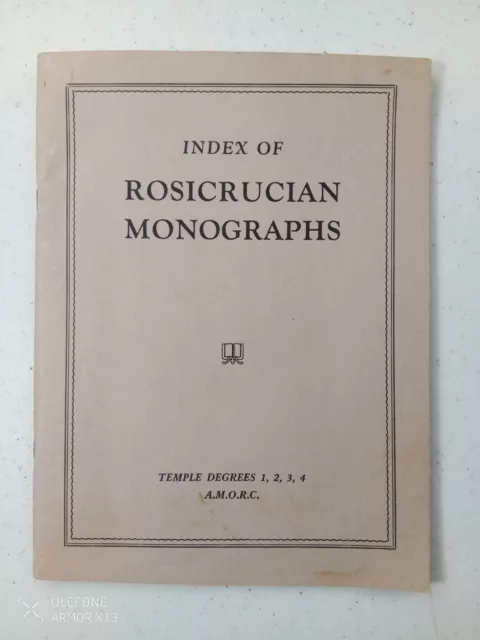 INDEX OF
ROSICRUCIAN
MONOGRAPHS
TEMPLE DEGREES 1, 2, 3, 4
A.M.O.R.C.
ULEFONE
ARMOR X13